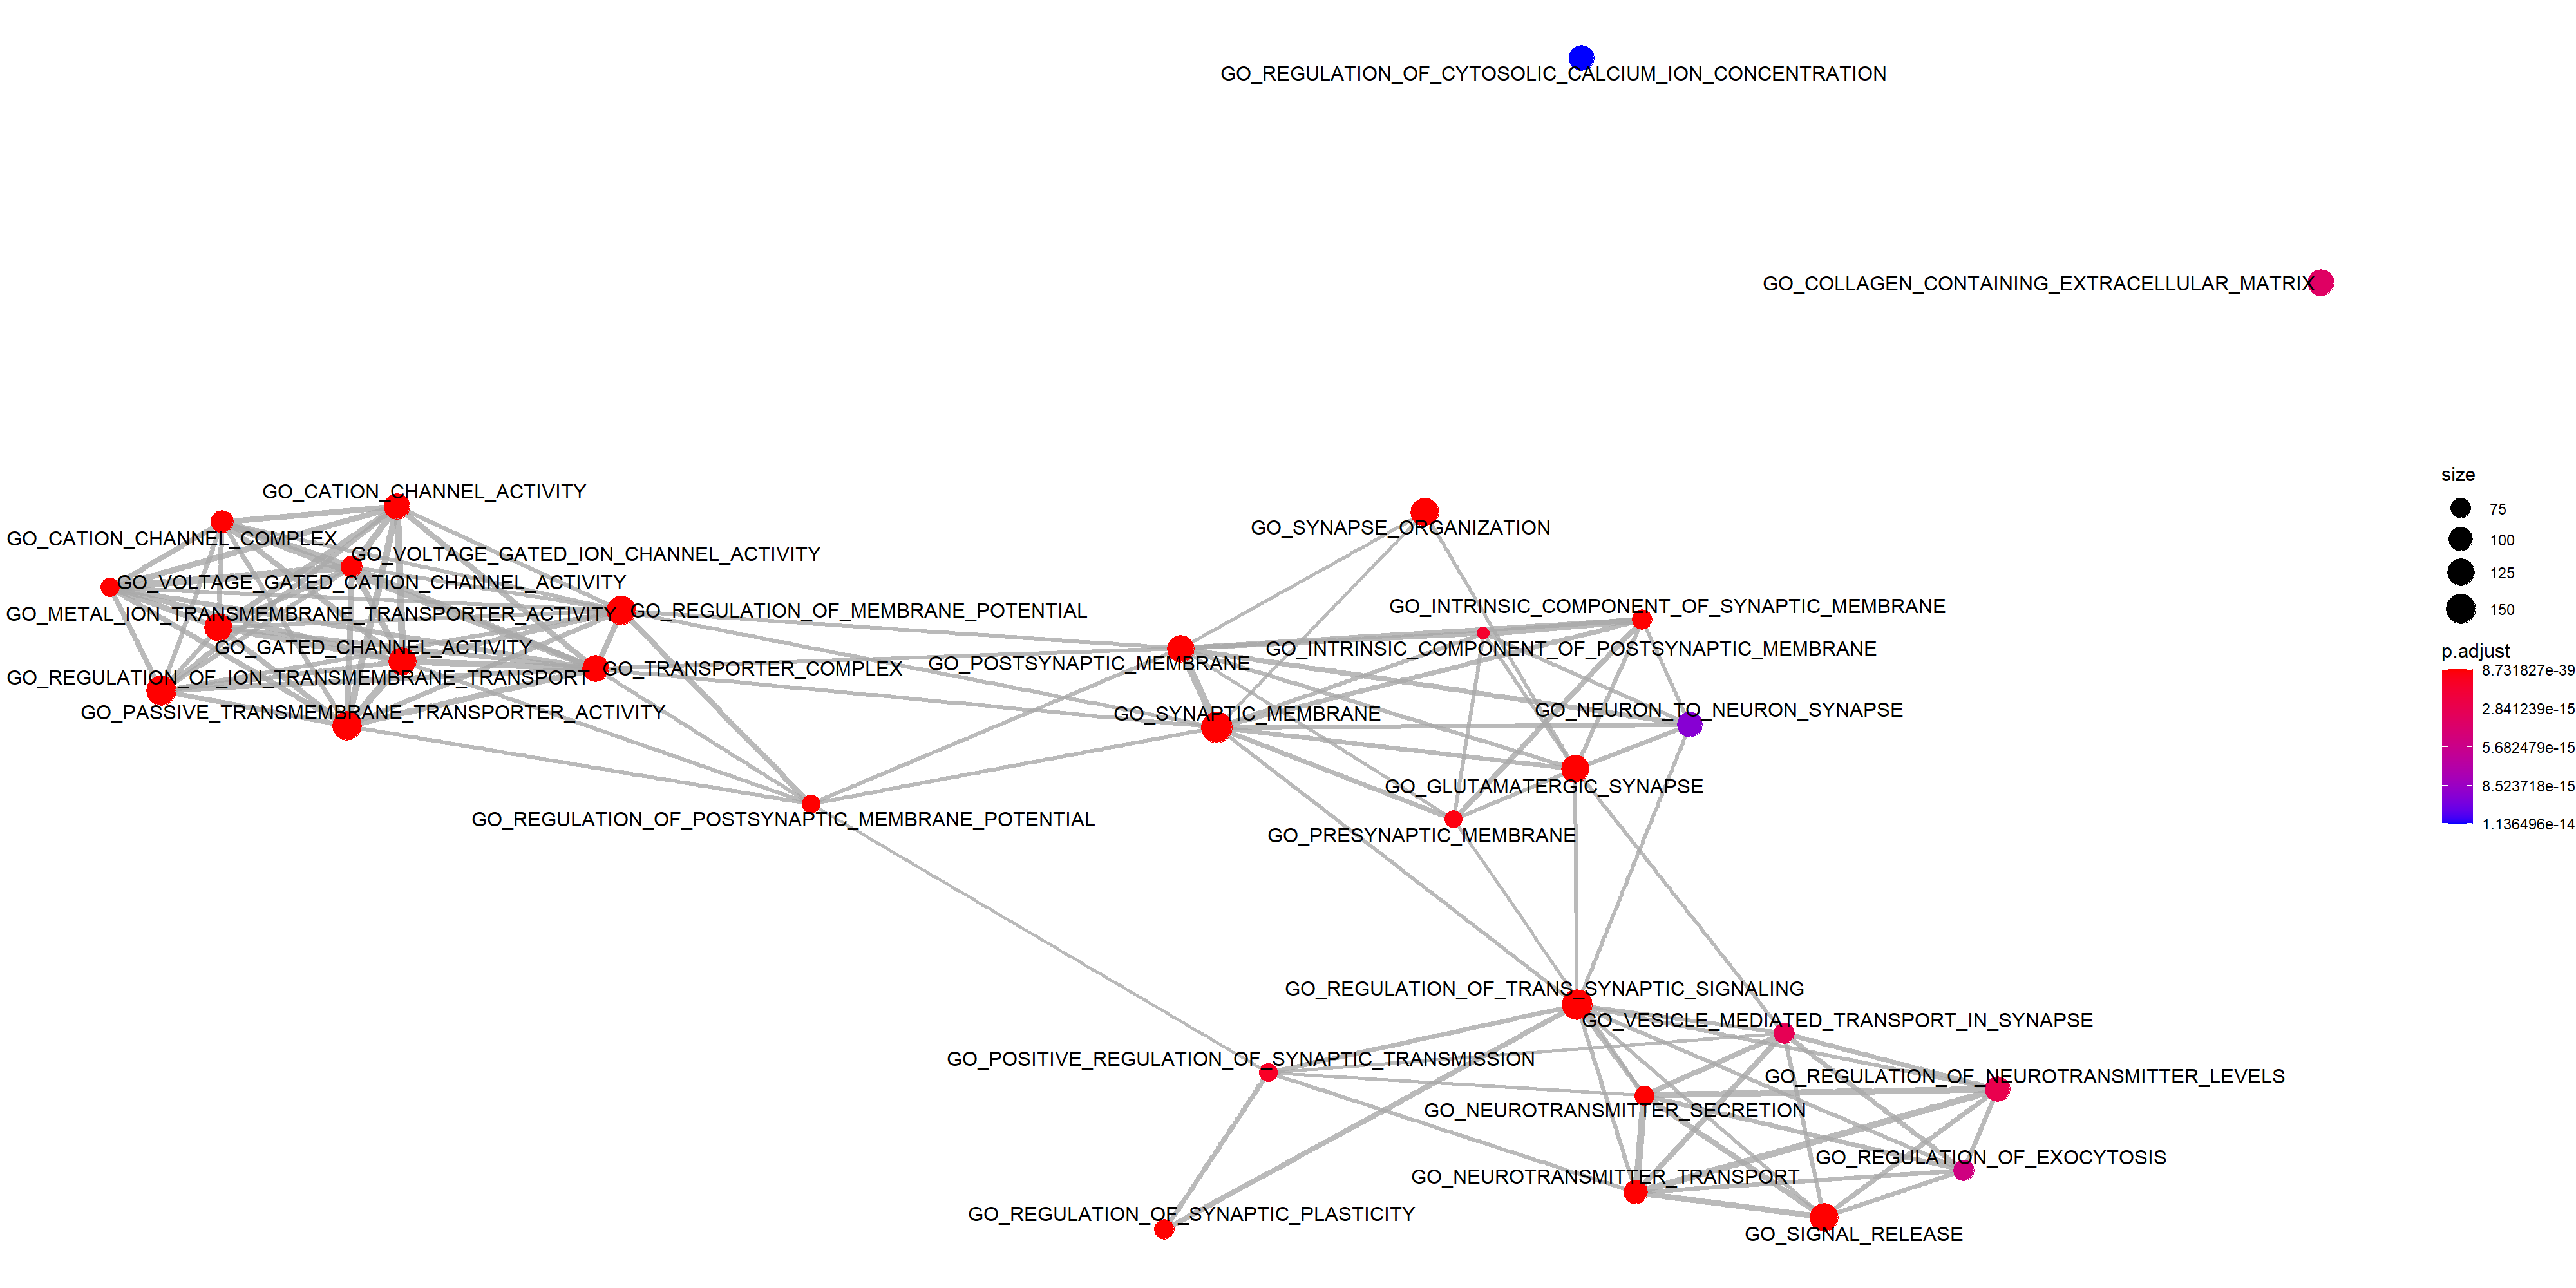 GO_REGULATION_OF_CYTOSOLIC_CALCIUM_ION_CONCENTRATION
GO_COLLAGEN_CONTAINING_EXTRACELLULAR_MATRIX
GO_CATION_CHANNEL_ACTIVITY
GO_CATION_CHANNEL_COMPLEX
GO_VOLTAGE_GATED_ION_CHANNEL_ACTIVITY
GO_VOLTAGE_GATED_CATION_CHANNEL_ACTIVITY
GO_METAL_ION_TRANSMEMBRANE_TRANSPORTER_ACTIVITY
GO_REGULATION_OF_MEMBRANE_POTENTIAL
GO_GATED_CHANNEL_ACTIVITY
GO_TRANSPORTER_COMPLEX
GO_REGULATION_OF_ION_TRANSMEMBRANE_TRANSPORT
GO_PASSIVE_TRANSMEMBRANE_TRANSPORTER_ACTIVITY
GO_REGULATION_OF_POSTSYNAPTIC_MEMBRANE_POTENTIAL
GO_SYNAPSE_ORGANIZATION
GO_INTRINSIC_COMPONENT_OF_SYNAPTIC_MEMBRANE
GO_INTRINSIC_COMPONENT_OF_POSTSYNAPTIC_MEMBRANE
GO_POSTSYNAPTIC_MEMBRANE
GO_SYNAPTIC_MEMBRANE
GO_NEURON_TO_NEURON_SYNAPSE
GO_GLUTAMATERGIC_SYNAPSE
GO_PRESYNAPTIC_MEMBRANE
GO_REGULATION_OF_TRANS_SYNAPTIC_SIGNALING
GO_VESICLE_MEDIATED_TRANSPORT_IN_SYNAPSE
GO_POSITIVE_REGULATION_OF_SYNAPTIC_TRANSMISSION
GO_REGULATION_OF_NEUROTRANSMITTER_LEVELS
GO_NEUROTRANSMITTER_SECRETION
GO_REGULATION_OF_EXOCYTOSIS
GO_NEUROTRANSMITTER_TRANSPORT
GO_REGULATION_OF_SYNAPTIC_PLASTICITY
GO_SIGNAL_RELEASE
size
75
100
125
150
p.adjust
8.731827e-39
2.841239e-15
5.682479e-15
8.523718e-15
1.136496e-14